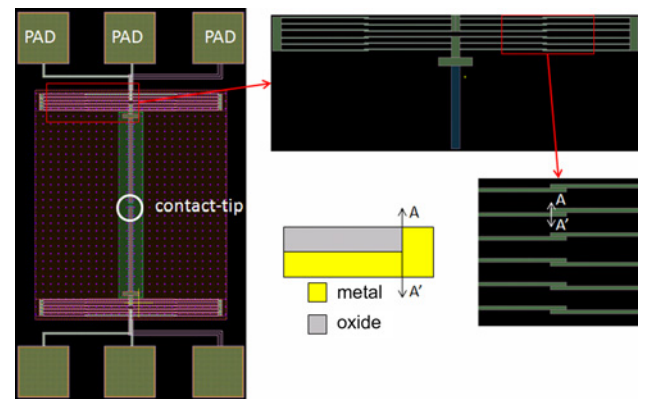 PAD PAD PAD
contact-tip
A
A'
metal
oxide
A
A'